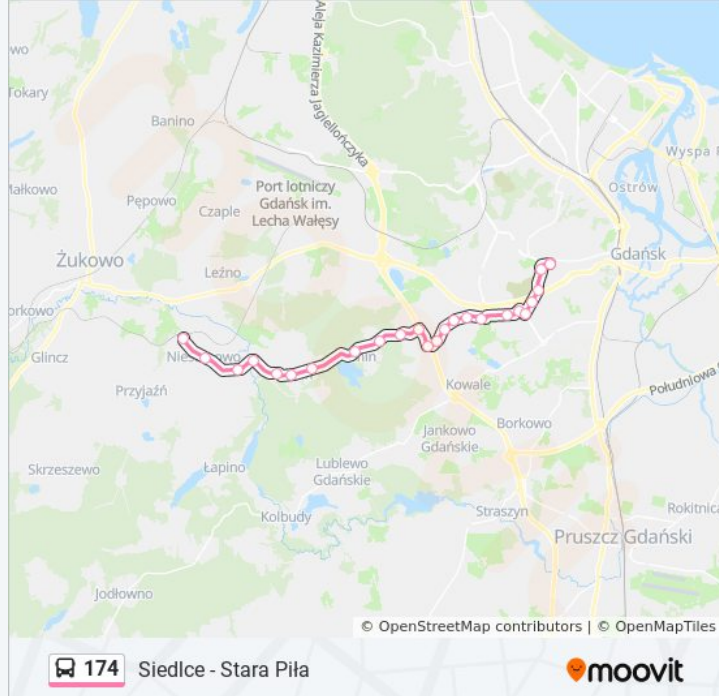 Aleja Kazimierza Jagiellończyka
Tokary
Banino
Wyspa
Małkowo
Pępowo
Port lotniczy
Gdańsk im.
Lecha Wałęsy
Ostrów
Czaple
Żukowo
Gdańsk
Leźno
Glincz
Przyjaźń
Kowale
Południowa
Borkowo
Jankowo
Gdańskie
Skrzeszewo
Łapino
Lublewo
Gdańskie
Kolbudy
Straszyn
Rokitnica
Pruszcz Gdański
Jodłowno
© OpenStreetMap contributors | © OpenMapTiles
174 Siedlce - Stara Piła
moovit